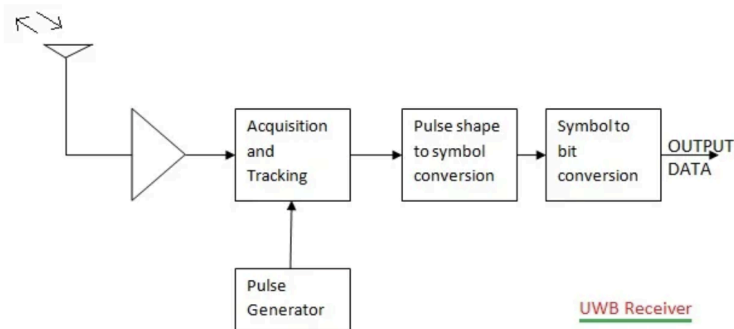 Acquisition
and
Tracking
Pulse shape
to symbol
conversion
Symbol to
bit
conversion
OUTPUT
DATA
Pulse
Generator
UWB Receiver